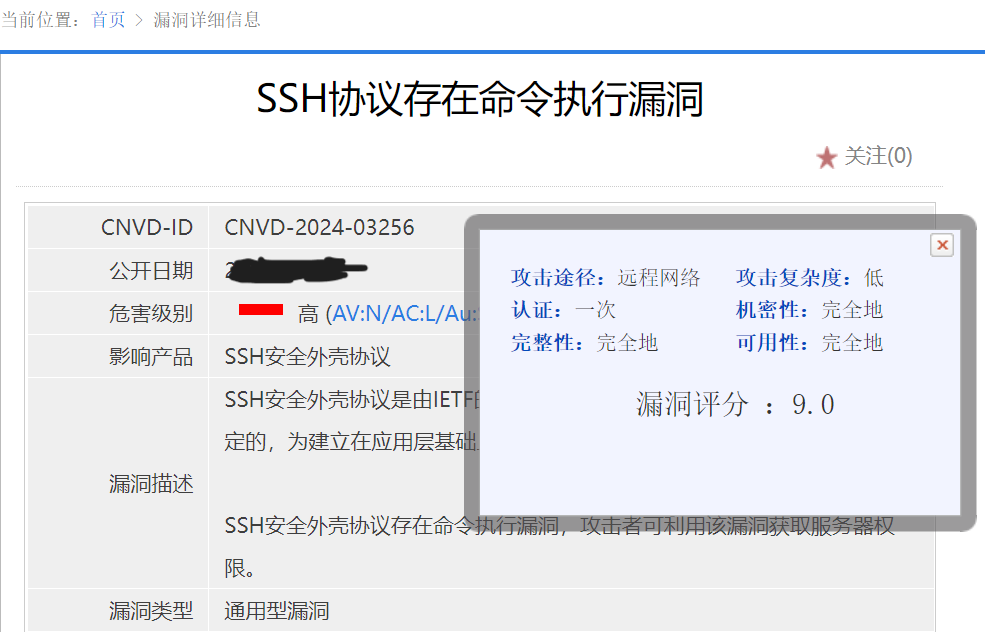 当前位置：首页 > 漏洞详细信息
SSH协议存在命令执行漏洞
关注(0)
CNVD-ID CNVD-2024-03256
公开日期
危害级别 高 (AV:N/AC:L/Au:
影响产品 SSH安全外壳协议
漏洞描述
SSH安全外壳协议是由IETF
定的，为建立在应用层基础
SSH安全外壳协议存在命令执行漏洞，攻击者可利用该漏洞获取服务器权
限。
漏洞类型 通用型漏洞
攻击途径：远程网络 攻击复杂度：低
认证：一次 机密性：完全地
完整性：完全地 可用性：完全地
漏洞评分 ：9.0